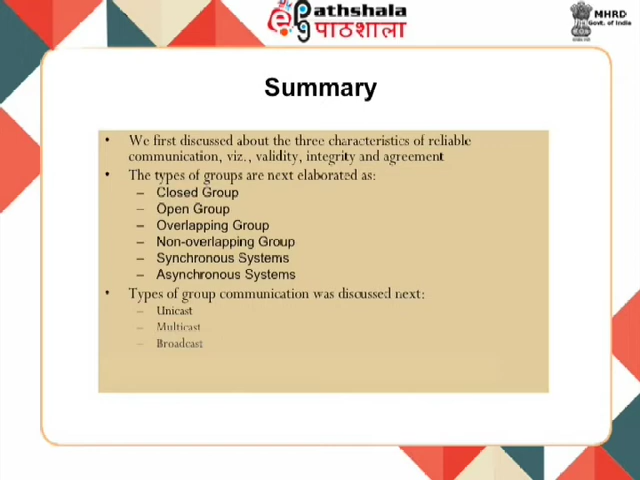 Pathshala
पाठशाला
MHRD
Govt. of India
Summary
• We first discussed about the three characteristics of reliable
communication, viz., validity, integrity and agreement
• The types of groups are next elaborated as:
– Closed Group
– Open Group
– Overlapping Group
– Non-overlapping Group
– Synchronous Systems
– Asynchronous Systems
• Types of group communication was discussed next:
– Unicast
– Multicast
– Broadcast